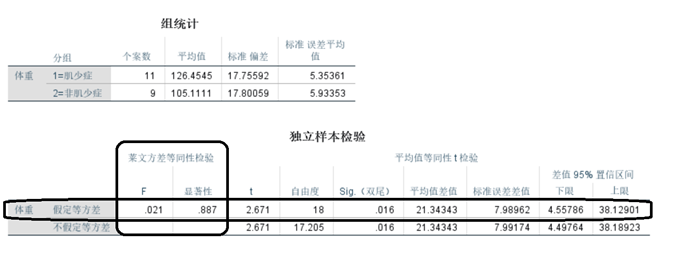 组统计
分组 个案数 平均值 标准 偏差 标准 误差平均值
体重 1=肌少症 11 126.4545 17.75592 5.35361
2=非肌少症 9 105.1111 17.80059 5.93353
独立样本检验
莱文方差等同性检验 平均值等同性 t 检验
差值 95% 置信区间
F 显著性 t 自由度 Sig.（双尾） 平均值差值 标准误差差值 下限 上限
体重 假定等方差 .021 .887 2.671 18 .016 21.34343 7.98962 4.55786 38.12901
不假定等方差 2.671 17.205 .016 21.34343 7.99174 4.49764 38.18923